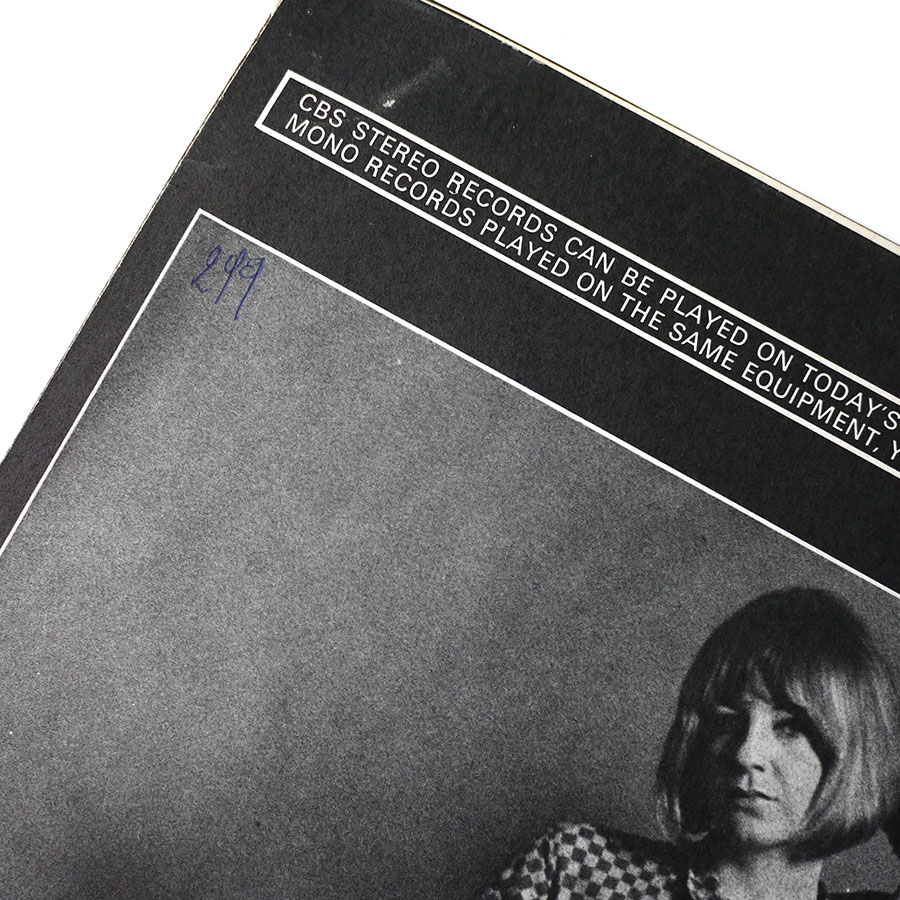 CBS STEREO RECORDS CAN BE PLAYED ON TODAY'S
MONO RECORDS PLAYED ON THE SAME EQUIPMENT, Y
299